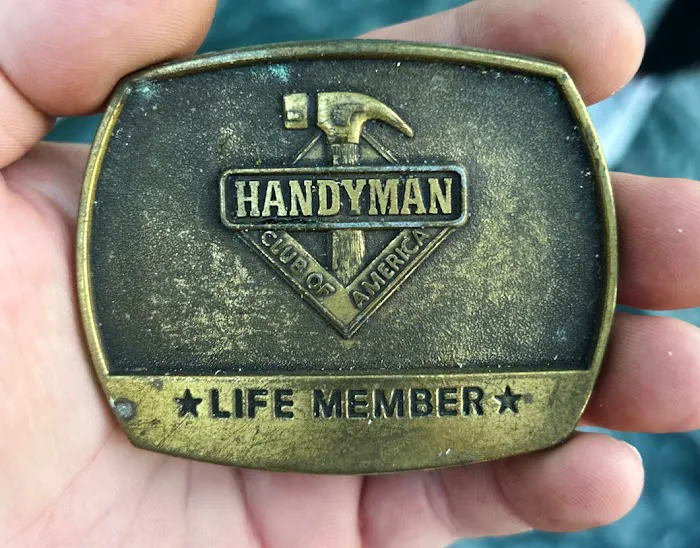 HANDYMAN
CLUB OF AMERICA
★LIFE MEMBER★